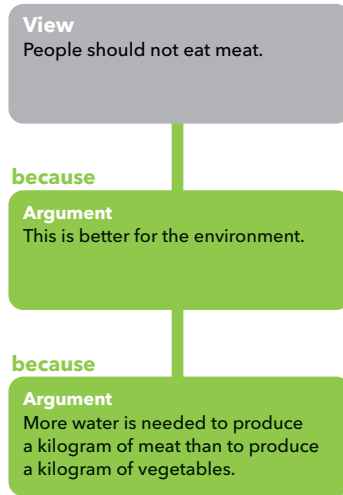 View
People should not eat meat.
because
Argument
This is better for the environment.
because
Argument
More water is needed to produce
a kilogram of meat than to produce
a kilogram of vegetables.